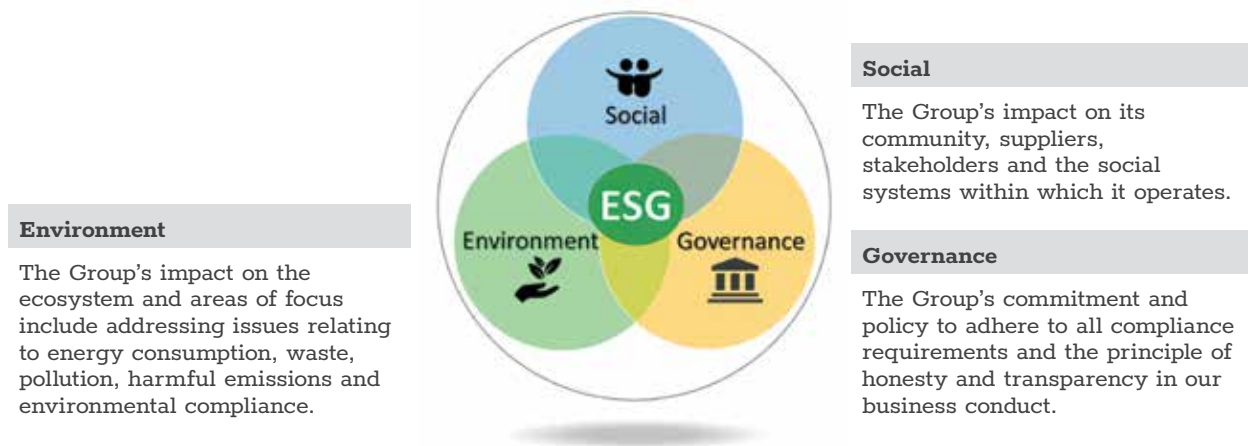 Environment
The Group's impact on the
ecosystem and areas of focus
include addressing issues relating
to energy consumption, waste,
pollution, harmful emissions and
environmental compliance.
Social
ESG
Environment
Governance
Social
The Group's impact on its
community, suppliers,
stakeholders and the social
systems within which it operates.
Governance
The Group's commitment and
policy to adhere to all compliance
requirements and the principle of
honesty and transparency in our
business conduct.